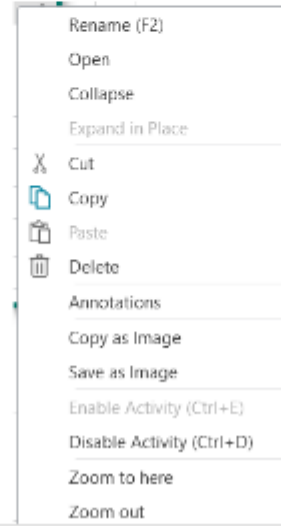 Rename (F2)
Open
Collapse
Expand in Place
Cut
Copy
Paste
Delete
Annotations
Copy as Image
Save as Image
Enable Activity (Ctrl+E)
Disable Activity (Ctrl+D)
Zoom to here
Zoom out